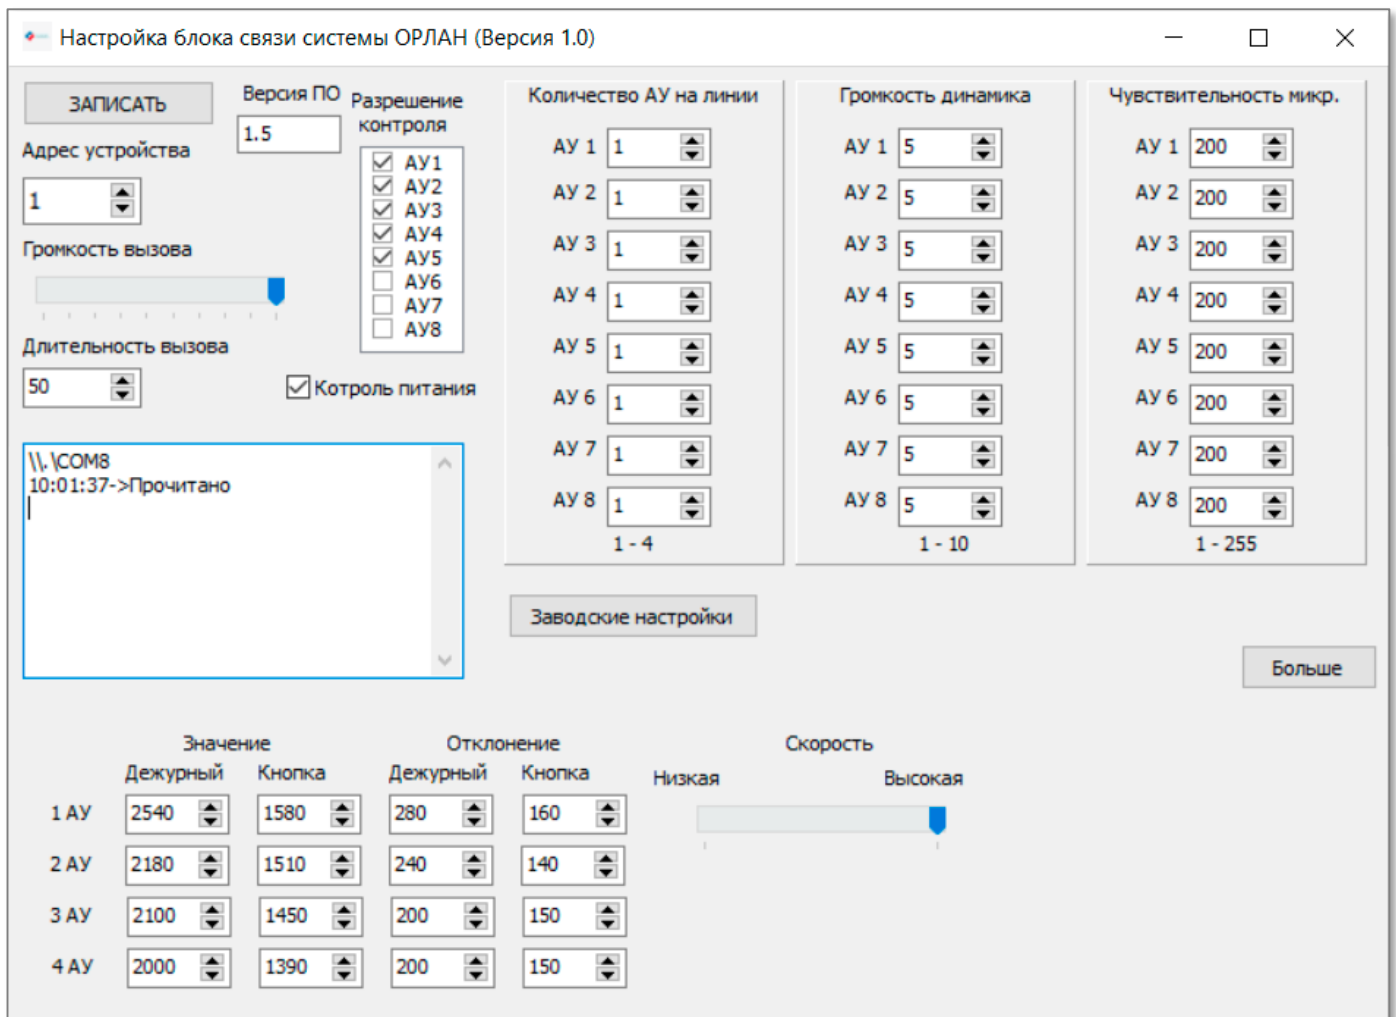 Настройка блока связи системы ОРЛАН (Версия 1.0)
ЗАПИСАТЬ
Версия ПО
1.5
Адрес устройства
1
Громкость вызова
Длительность вызова
50
Разрешение
контроля
АУ1
АУ2
АУ3
АУ4
АУ5
АУ6
АУ7
АУ8
Котроль питания
\\.\COM8
10:01:37->Прочитано
Количество АУ на линии
АУ 1 1
АУ 2 1
АУ 3 1
АУ 4 1
АУ 5 1
АУ 6 1
АУ 7 1
АУ 8 1
1 - 4
Громкость динамика
АУ 1 5
АУ 2 5
АУ 3 5
АУ 4 5
АУ 5 5
АУ 6 5
АУ 7 5
АУ 8 5
1 - 10
Чувствительность микр.
АУ 1 200
АУ 2 200
АУ 3 200
АУ 4 200
АУ 5 200
АУ 6 200
АУ 7 200
АУ 8 200
1 - 255
Заводские настройки
Больше
Значение Отклонение
Дежурный Кнопка Дежурный Кнопка
1 АУ 2540 1580 280 160
2 АУ 2180 1510 240 140
3 АУ 2100 1450 200 150
4 АУ 2000 1390 200 150
Скорость
Низкая Высокая